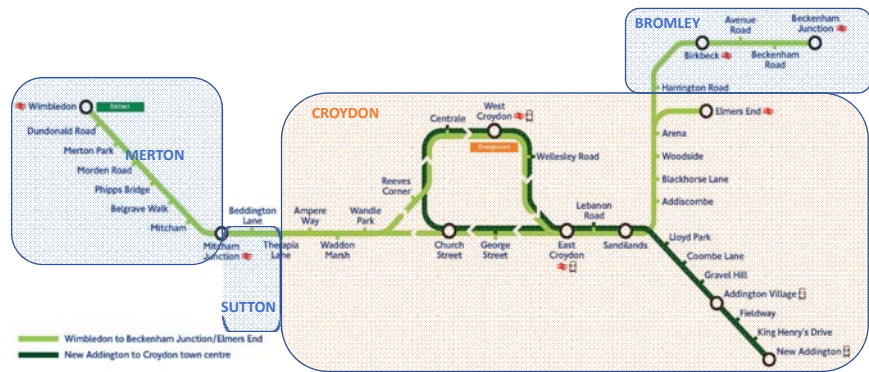 BROMLEY
Avenue
Road
Beckenham
Junction
Birkbeck
Beckenham
Road
Harrington Road
Elmers End
Arena
Woodside
Blackhorse Lane
Addiscombe
CROYDON
Centrale
West
Croydon
Overground
Wellesley Road
Reeves
Corner
Wimbledon
Dundonald Road
Merton Park
MERTON
Morden Road
Phipps Bridge
Belgrave Walk
Mitcham
Mitcham
Junction
Beddington
Lane
Therapia
Lane
SUTTON
Ampere
Way
Waddon
Marsh
Wandle
Park
Church
Street
George
Street
East
Croydon
Lebanon
Road
Sandilands
Lloyd Park
Coombe Lane
Gravel Hill
Addington Village
Fieldway
King Henry's Drive
New Addington
Wimbledon to Beckenham Junction/Elmers End
New Addington to Croydon town centre